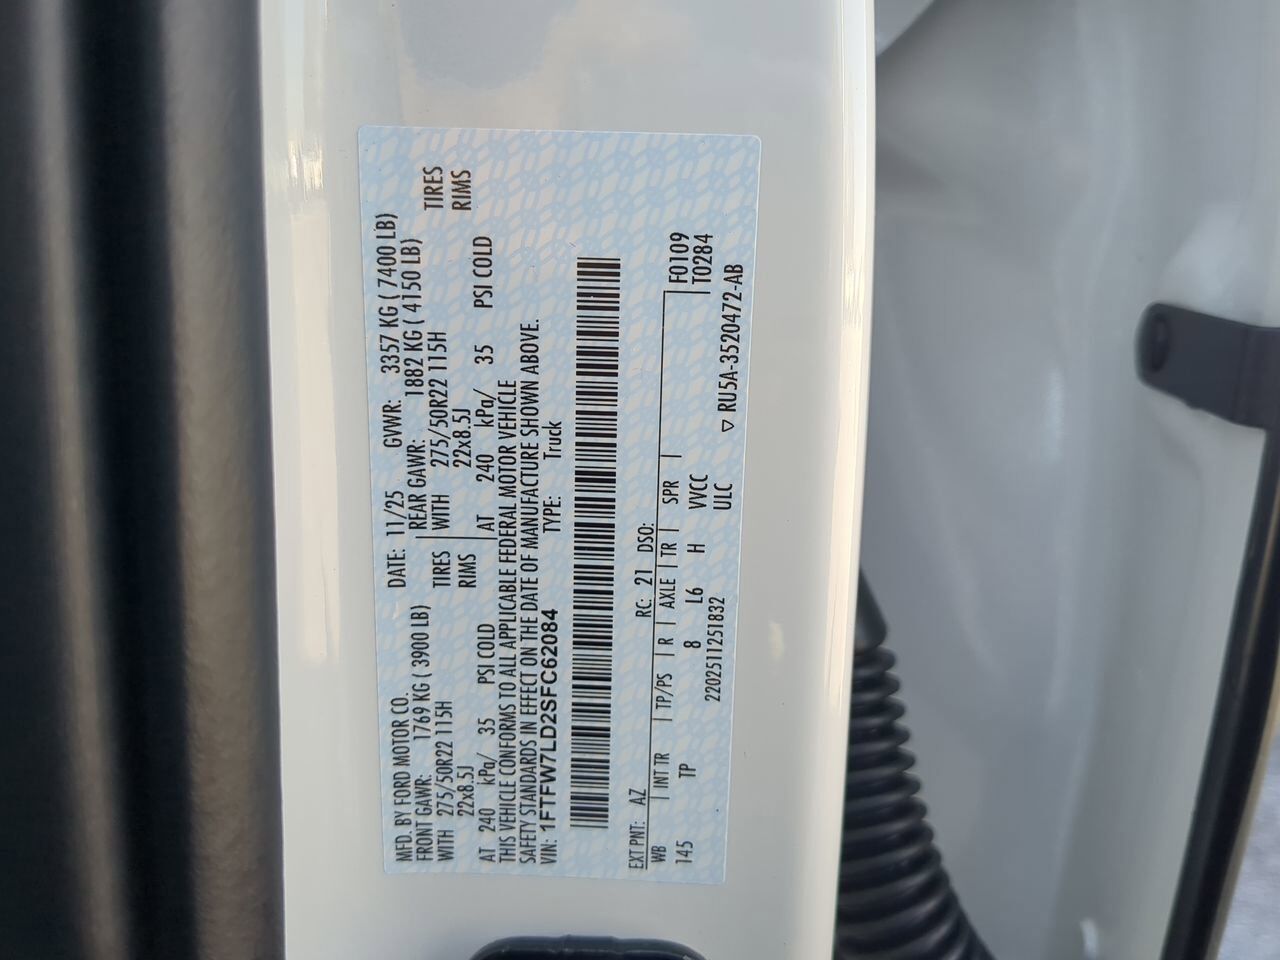 MFD. BY FORD MOTOR CO. DATE: 11/25 GVWR: 3357 KG ( 7400 LB)
FRONT GAWR: 1769 KG ( 3900 LB) REAR GAWR: 1882 KG ( 4150 LB)
WITH 275/50R22 115H TIRES WITH 275/50R22 115H TIRES
22x8.5J RIMS 22x8.5J RIMS
AT 240 kPa/ 35 PSI COLD AT 240 kPa/ 35 PSI COLD
THIS VEHICLE CONFORMS TO ALL APPLICABLE FEDERAL MOTOR VEHICLE
SAFETY STANDARDS IN EFFECT ON THE DATE OF MANUFACTURE SHOWN ABOVE.
VIN: 1FTFW7LD2SFC62084 TYPE: Truck
EXT PNT: AZ RC: 21 DSO:
WB INT TR TP/PS R AXLE TR SPR F0109
145 TP 8 L6 H VVCC T0284
2202511251832 ULC
▽ RU5A-3520472-AB